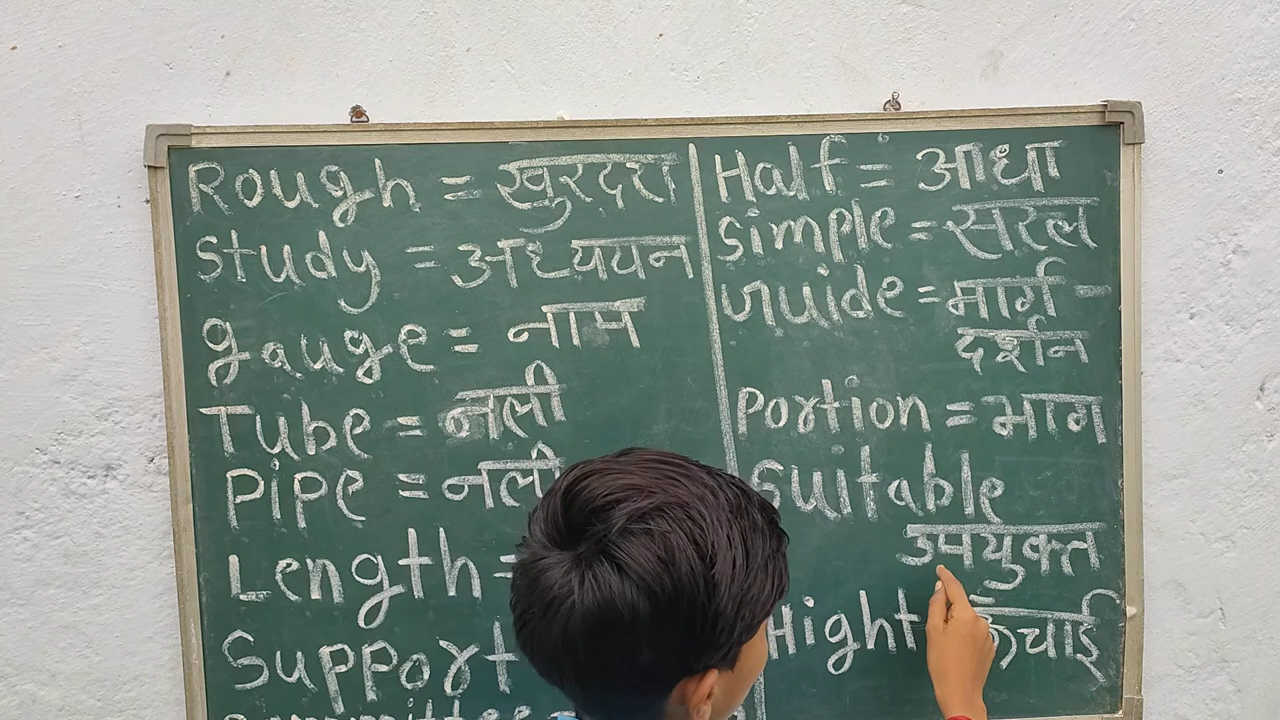 Rough = खुरदरा
Study = अध्ययन
gauge = नाम
Tube = नली
Pipe = नली
Length =
Support
Half = आधा
Simple = सरल
Guide = मार्ग -
दर्शन
Portion = भाग
Suitable
उपयुक्त
Hight ऊँचाई